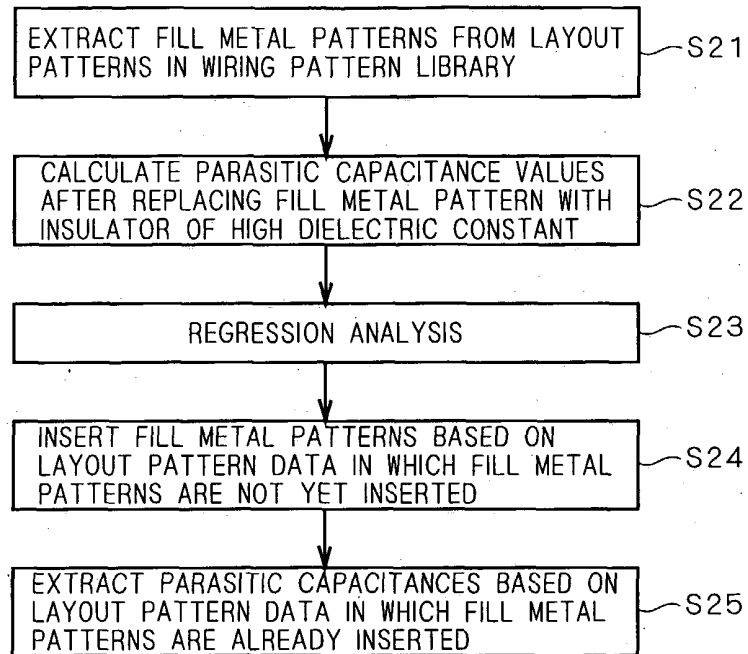 EXTRACT FILL METAL PATTERNS FROM LAYOUT
PATTERNS IN WIRING PATTERN LIBRARY
S21
CALCULATE PARASITIC CAPACITANCE VALUES
AFTER REPLACING FILL METAL PATTERN WITH
INSULATOR OF HIGH DIELECTRIC CONSTANT
S22
REGRESSION ANALYSIS
S23
INSERT FILL METAL PATTERNS BASED ON
LAYOUT PATTERN DATA IN WHICH FILL METAL
PATTERNS ARE NOT YET INSERTED
S24
EXTRACT PARASITIC CAPACITANCES BASED ON
LAYOUT PATTERN DATA IN WHICH FILL METAL
PATTERNS ARE ALREADY INSERTED
S25